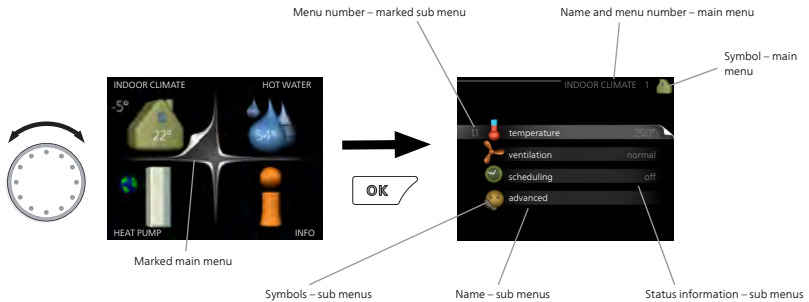 Menu number – marked sub menu
Name and menu number – main menu
Symbol – main
menu
INDOOR CLIMATE
HOT WATER
-5°
22°
54°
HEAT PUMP
INFO
OK
INDOOR CLIMATE 1
1.1 temperature 25.0°
ventilation normal
scheduling off
advanced
Marked main menu
Symbols – sub menus
Name – sub menus
Status information – sub menus